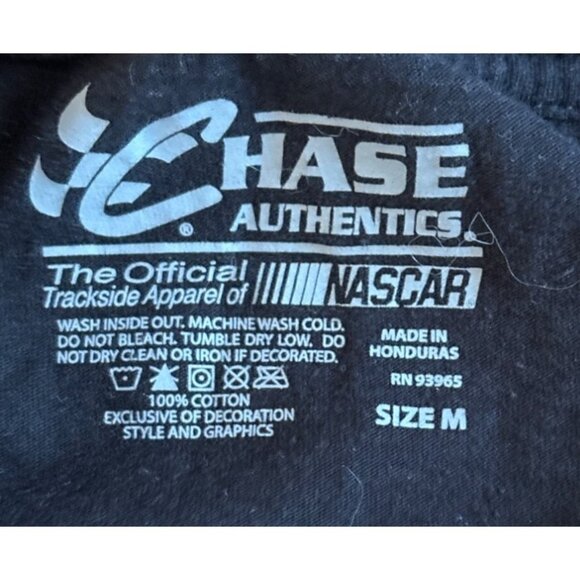 CHASE
AUTHENTICS®
The Official
Trackside Apparel of NASCAR
WASH INSIDE OUT. MACHINE WASH COLD.
DO NOT BLEACH. TUMBLE DRY LOW. DO
NOT DRY CLEAN OR IRON IF DECORATED.
100% COTTON
EXCLUSIVE OF DECORATION
STYLE AND GRAPHICS
MADE IN
HONDURAS
RN 93965
SIZE M